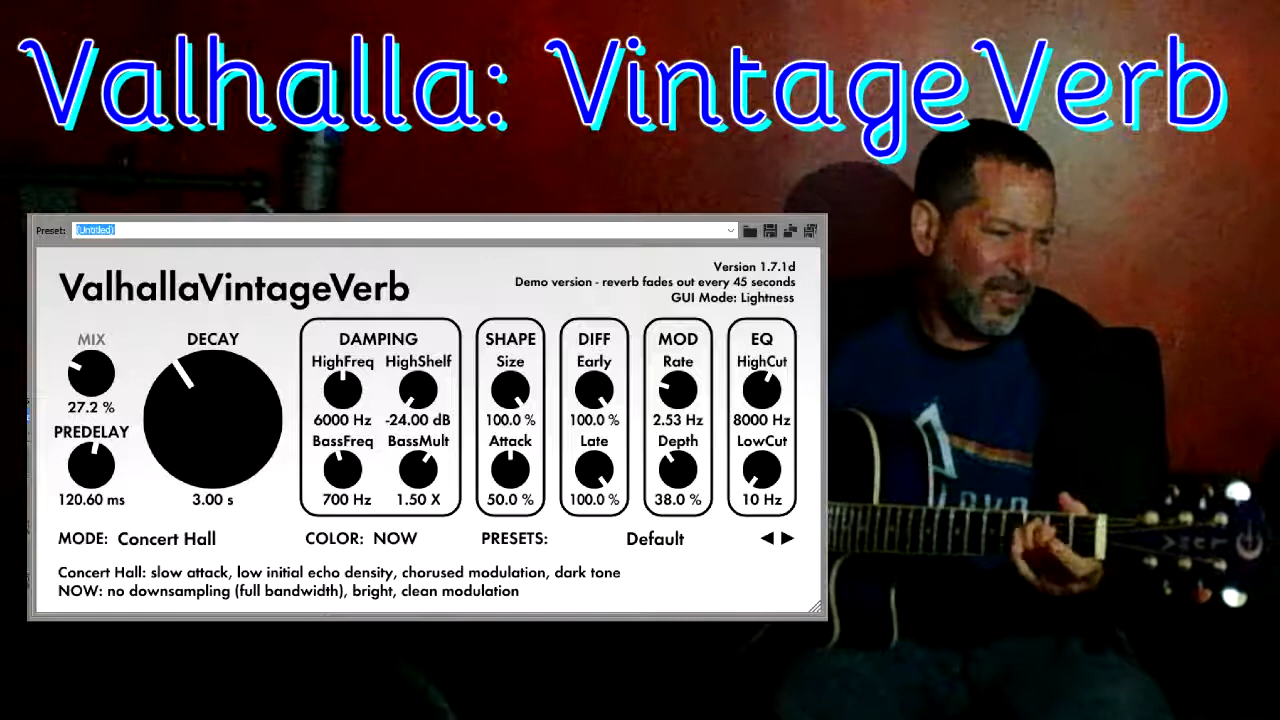 Valhalla: VintageVerb
Preset: (Untitled)
ValhallaVintageVerb
Version 1.7.1d
Demo version - reverb fades out every 45 seconds
GUI Mode: Lightness
MIX DECAY DAMPING SHAPE DIFF MOD EQ
HighFreq HighShelf Size Early Rate HighCut
27.2 % 6000 Hz -24.00 dB 100.0 % 100.0 % 2.53 Hz 8000 Hz
PREDELAY BassFreq BassMult Attack Late Depth LowCut
120.60 ms 3.00 s 700 Hz 1.50 X 50.0 % 100.0 % 38.0 % 10 Hz
MODE: Concert Hall COLOR: NOW PRESETS: Default
Concert Hall: slow attack, low initial echo density, chorused modulation, dark tone
NOW: no downsampling (full bandwidth), bright, clean modulation